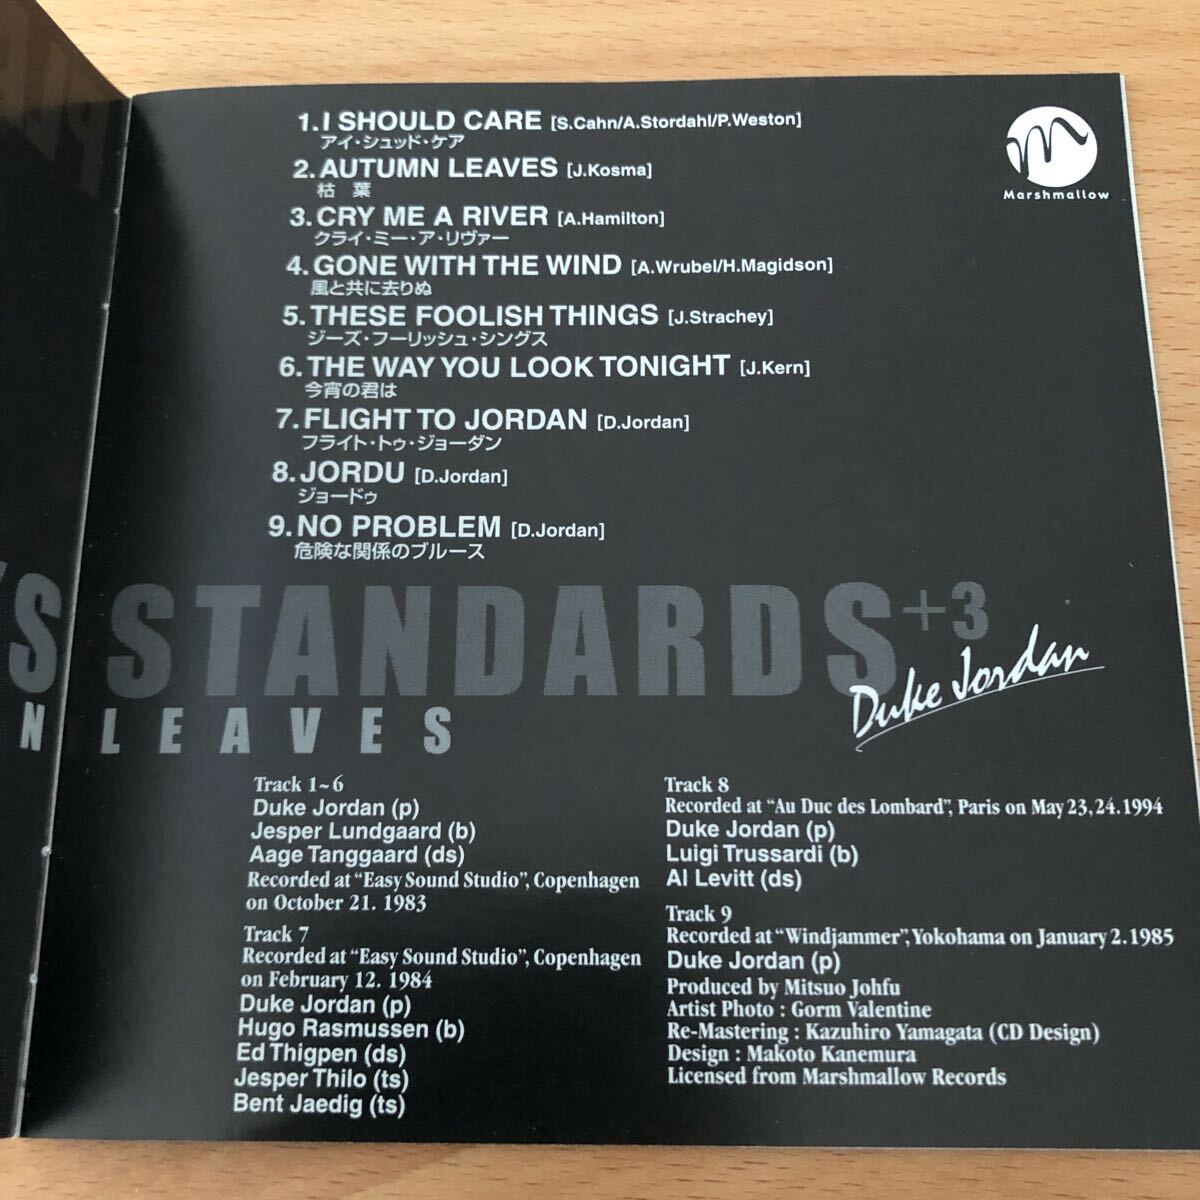 1.I SHOULD CARE [S.Cahn/A.Stordahl/P.Weston]
アイ・シュッド・ケア
2.AUTUMN LEAVES [J.Kosma]
枯 葉
3.CRY ME A RIVER [A.Hamilton]
クライ・ミー・ア・リヴァー
4.GONE WITH THE WIND [A.Wrubel/H.Magidson]
風と共に去りぬ
5.THESE FOOLISH THINGS [J.Strachey]
ジーズ・フーリッシュ・シングス
6.THE WAY YOU LOOK TONIGHT [J.Kern]
今宵の君は
7.FLIGHT TO JORDAN [D.Jordan]
フライト・トゥ・ジョーダン
8.JORDU [D.Jordan]
ジョードゥ
9.NO PROBLEM [D.Jordan]
危険な関係のブルース
m
Marshmallow
'S STANDARDS+3
N LEAVES
Duke Jordan
Track 1~6
Duke Jordan (p)
Jesper Lundgaard (b)
Aage Tanggaard (ds)
Recorded at "Easy Sound Studio", Copenhagen
on October 21. 1983
Track 7
Recorded at "Easy Sound Studio", Copenhagen
on February 12. 1984
Duke Jordan (p)
Hugo Rasmussen (b)
Ed Thigpen (ds)
Jesper Thilo (ts)
Bent Jaedig (ts)
Track 8
Recorded at "Au Duc des Lombard", Paris on May 23,24.1994
Duke Jordan (p)
Luigi Trussardi (b)
Al Levitt (ds)
Track 9
Recorded at "Windjammer", Yokohama on January 2.1985
Duke Jordan (p)
Produced by Mitsuo Johfu
Artist Photo : Gorm Valentine
Re-Mastering : Kazuhiro Yamagata (CD Design)
Design : Makoto Kanemura
Licensed from Marshmallow Records